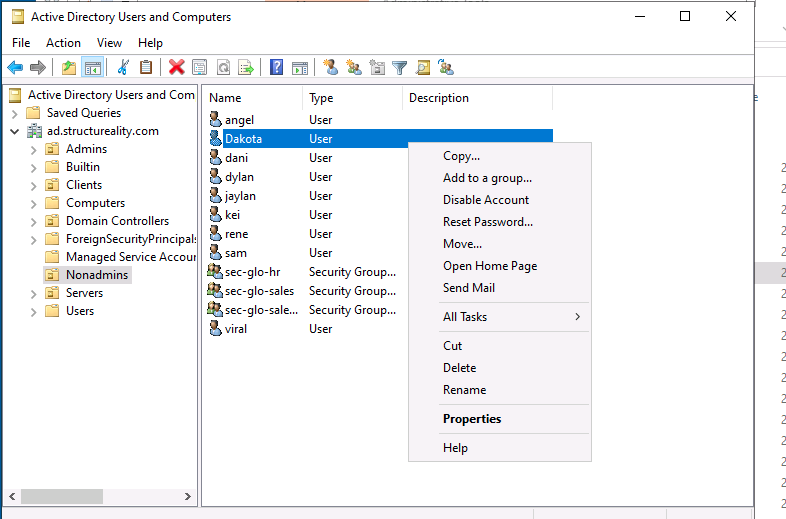 Active Directory Users and Computers
File Action View Help
Active Directory Users and Com
Saved Queries
ad.structureality.com
Admins
Builtin
Clients
Computers
Domain Controllers
ForeignSecurityPrincipals
Managed Service Accour
Nonadmins
Servers
Users
Name Type Description
angel User
Dakota User
dani User
dylan User
jaylan User
kei User
rene User
sam User
sec-glo-hr Security Group...
sec-glo-sales Security Group...
sec-glo-sale... Security Group...
viral User
Copy...
Add to a group...
Disable Account
Reset Password...
Move...
Open Home Page
Send Mail
All Tasks
Cut
Delete
Rename
Properties
Help